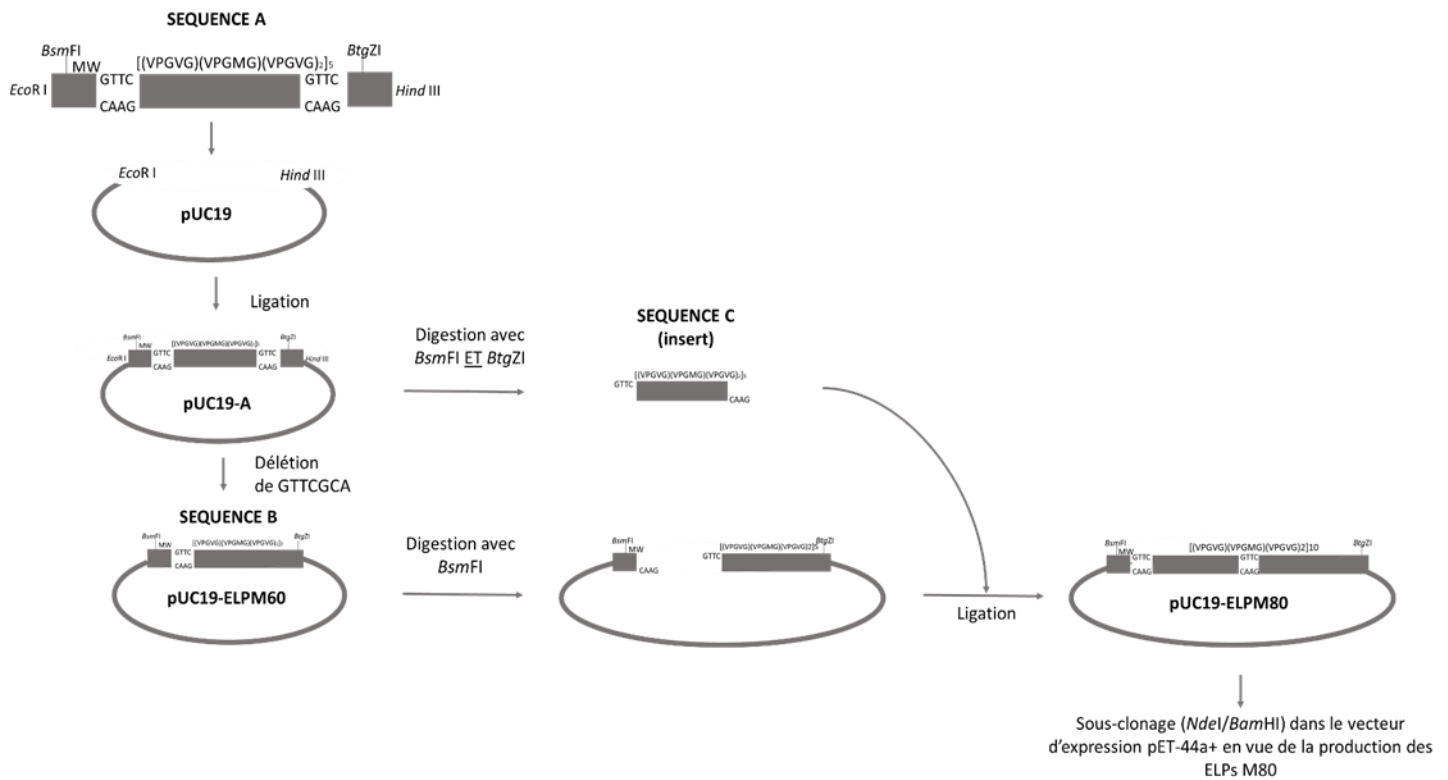 SEQUENCE A
BsmFI
BtgZI
MW
[(VPGVG)(VPGMG)(VPGVG)2]5
GTTC
GTTC
EcoR I
Hind III
CAAG
CAAG
EcoR I
Hind III
pUC19
Ligation
BsmFI
BtgZI
MW
[(VPGVG)(VPGMG)(VPGVG)2]5
GTTC
GTTC
EcoR I
Hind III
CAAG
CAAG
pUC19-A
Digestion avec
BsmFI ET BtgZI
SEQUENCE C
(insert)
[(VPGVG)(VPGMG)(VPGVG)2]5
GTTC
CAAG
Délétion
de GTTCGCA
SEQUENCE B
BsmFI
BtgZI
MW
[(VPGVG)(VPGMG)(VPGVG)2]5
GTTC
CAAG
pUC19-ELPM60
Digestion avec
BsmFI
BsmFI
MW
CAAG
[(VPGVG)(VPGMG)(VPGVG)2]5
BtgZI
GTTC
Ligation
BsmFI
MW
GTTC
CAAG
[(VPGVG)(VPGMG)(VPGVG)2]10
GTTC
CAAG
BtgZI
pUC19-ELPM80
Sous-clonage (NdeI/BamHI) dans le vecteur
d'expression pET-44a+ en vue de la production des
ELPs M80